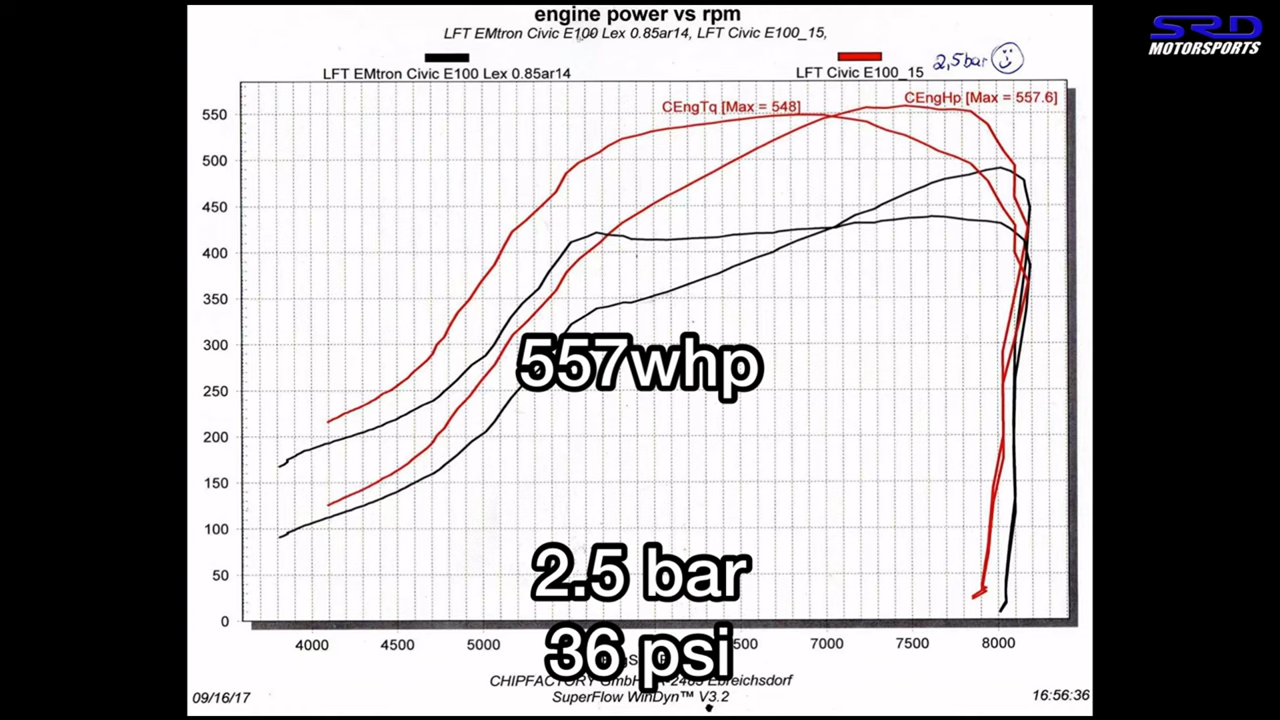 engine power vs rpm
LFT EMtron Civic E100 Lex 0.85ar14, LFT Civic E100_15,
SRD
MOTORSPORTS
2,5bar
LFT EMtron Civic E100 Lex 0.85ar14
LFT Civic E100_15
CEngTq [Max = 548]
CEngHp [Max = 557.6]
550
500
450
400
350
300
250
200
150
100
50
0
557whp
2.5 bar
4000 4500 5000 7000 7500 8000
36 psi
CHIPFACTORY Ebreichsdorf
SuperFlow WinDyn™ V3.2
09/16/17
16:56:36